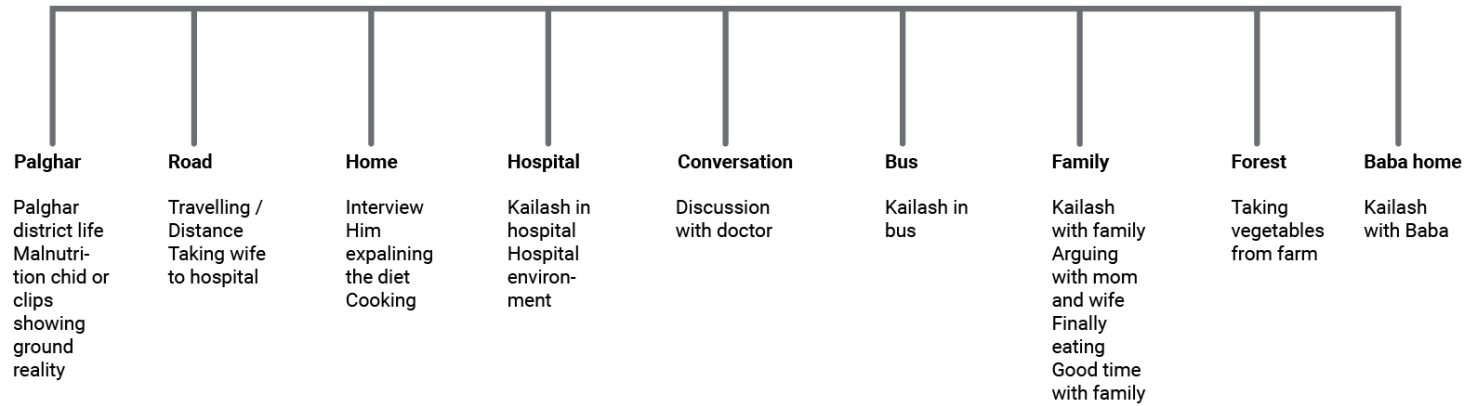 Palghar
Palghar
district life
Malnutri-
tion chid or
clips
showing
ground
reality
Road
Travelling /
Distance
Taking wife
to hospital
Home
Interview
Him
expalining
the diet
Cooking
Hospital
Kailash in
hospital
Hospital
environ-
ment
Conversation
Discussion
with doctor
Bus
Kailash in
bus
Family
Kailash
with family
Arguing
with mom
and wife
Finally
eating
Good time
with family
Forest
Taking
vegetables
from farm
Baba home
Kailash
with Baba